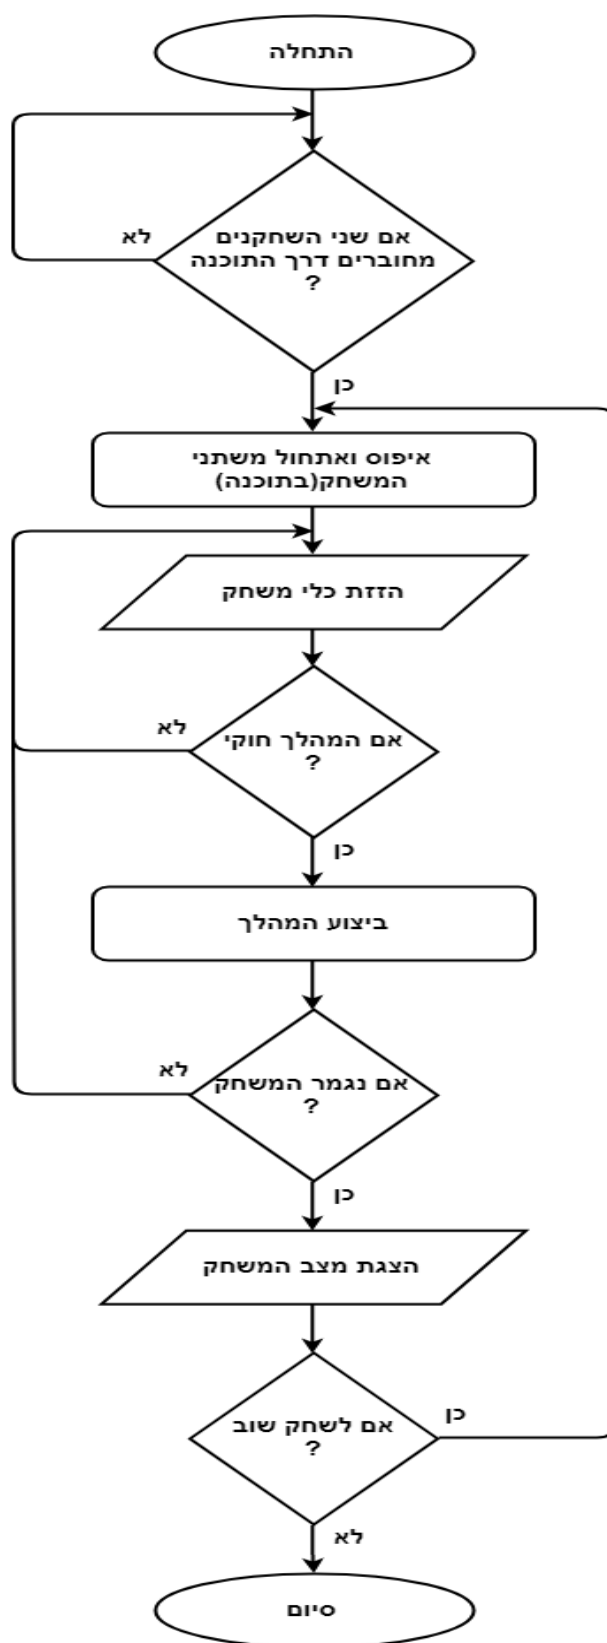 התחלה
אם שני השחקנים
מחוברים דרך התוכנה
?
לא
כן
איפוס ואתחול משתני
המשחק(בתוכנה)
הזזת כלי משחק
אם המהלך חוקי
?
לא
כן
ביצוע המהלך
אם נגמר המשחק
?
לא
כן
הצגת מצב המשחק
אם לשחק שוב
?
כן
לא
סיום